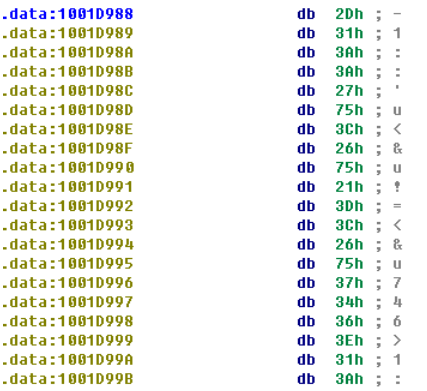 .data:1001D988 db 2Dh ; -
.data:1001D989 db 31h ; 1
.data:1001D98A db 3Ah ; :
.data:1001D98B db 3Ah ; :
.data:1001D98C db 27h ; '
.data:1001D98D db 75h ; u
.data:1001D98E db 3Ch ; <
.data:1001D98F db 26h ; &
.data:1001D990 db 75h ; u
.data:1001D991 db 21h ; !
.data:1001D992 db 3Dh ; =
.data:1001D993 db 3Ch ; <
.data:1001D994 db 26h ; &
.data:1001D995 db 75h ; u
.data:1001D996 db 37h ; 7
.data:1001D997 db 34h ; 4
.data:1001D998 db 36h ; 6
.data:1001D999 db 3Eh ; >
.data:1001D99A db 31h ; 1
.data:1001D99B db 3Ah ; :